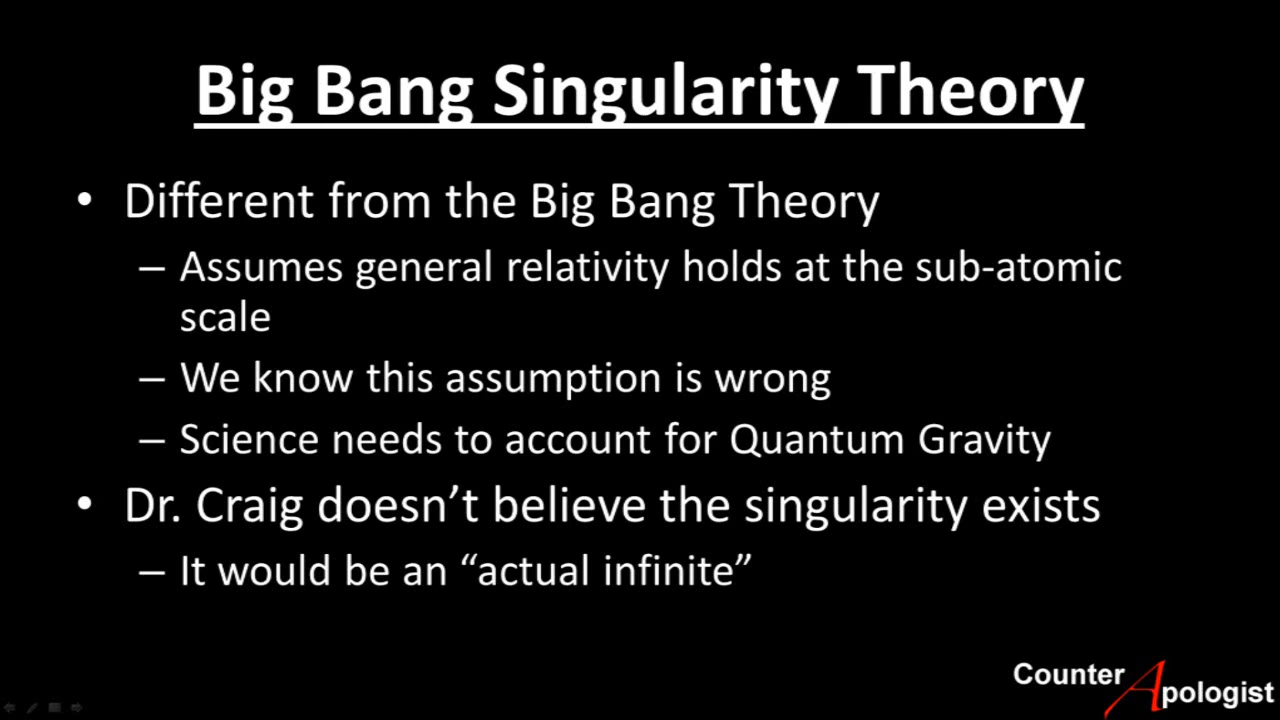 Big Bang Singularity Theory
• Different from the Big Bang Theory
– Assumes general relativity holds at the sub-atomic
scale
– We know this assumption is wrong
– Science needs to account for Quantum Gravity
• Dr. Craig doesn’t believe the singularity exists
– It would be an “actual infinite”
Counter Apologist